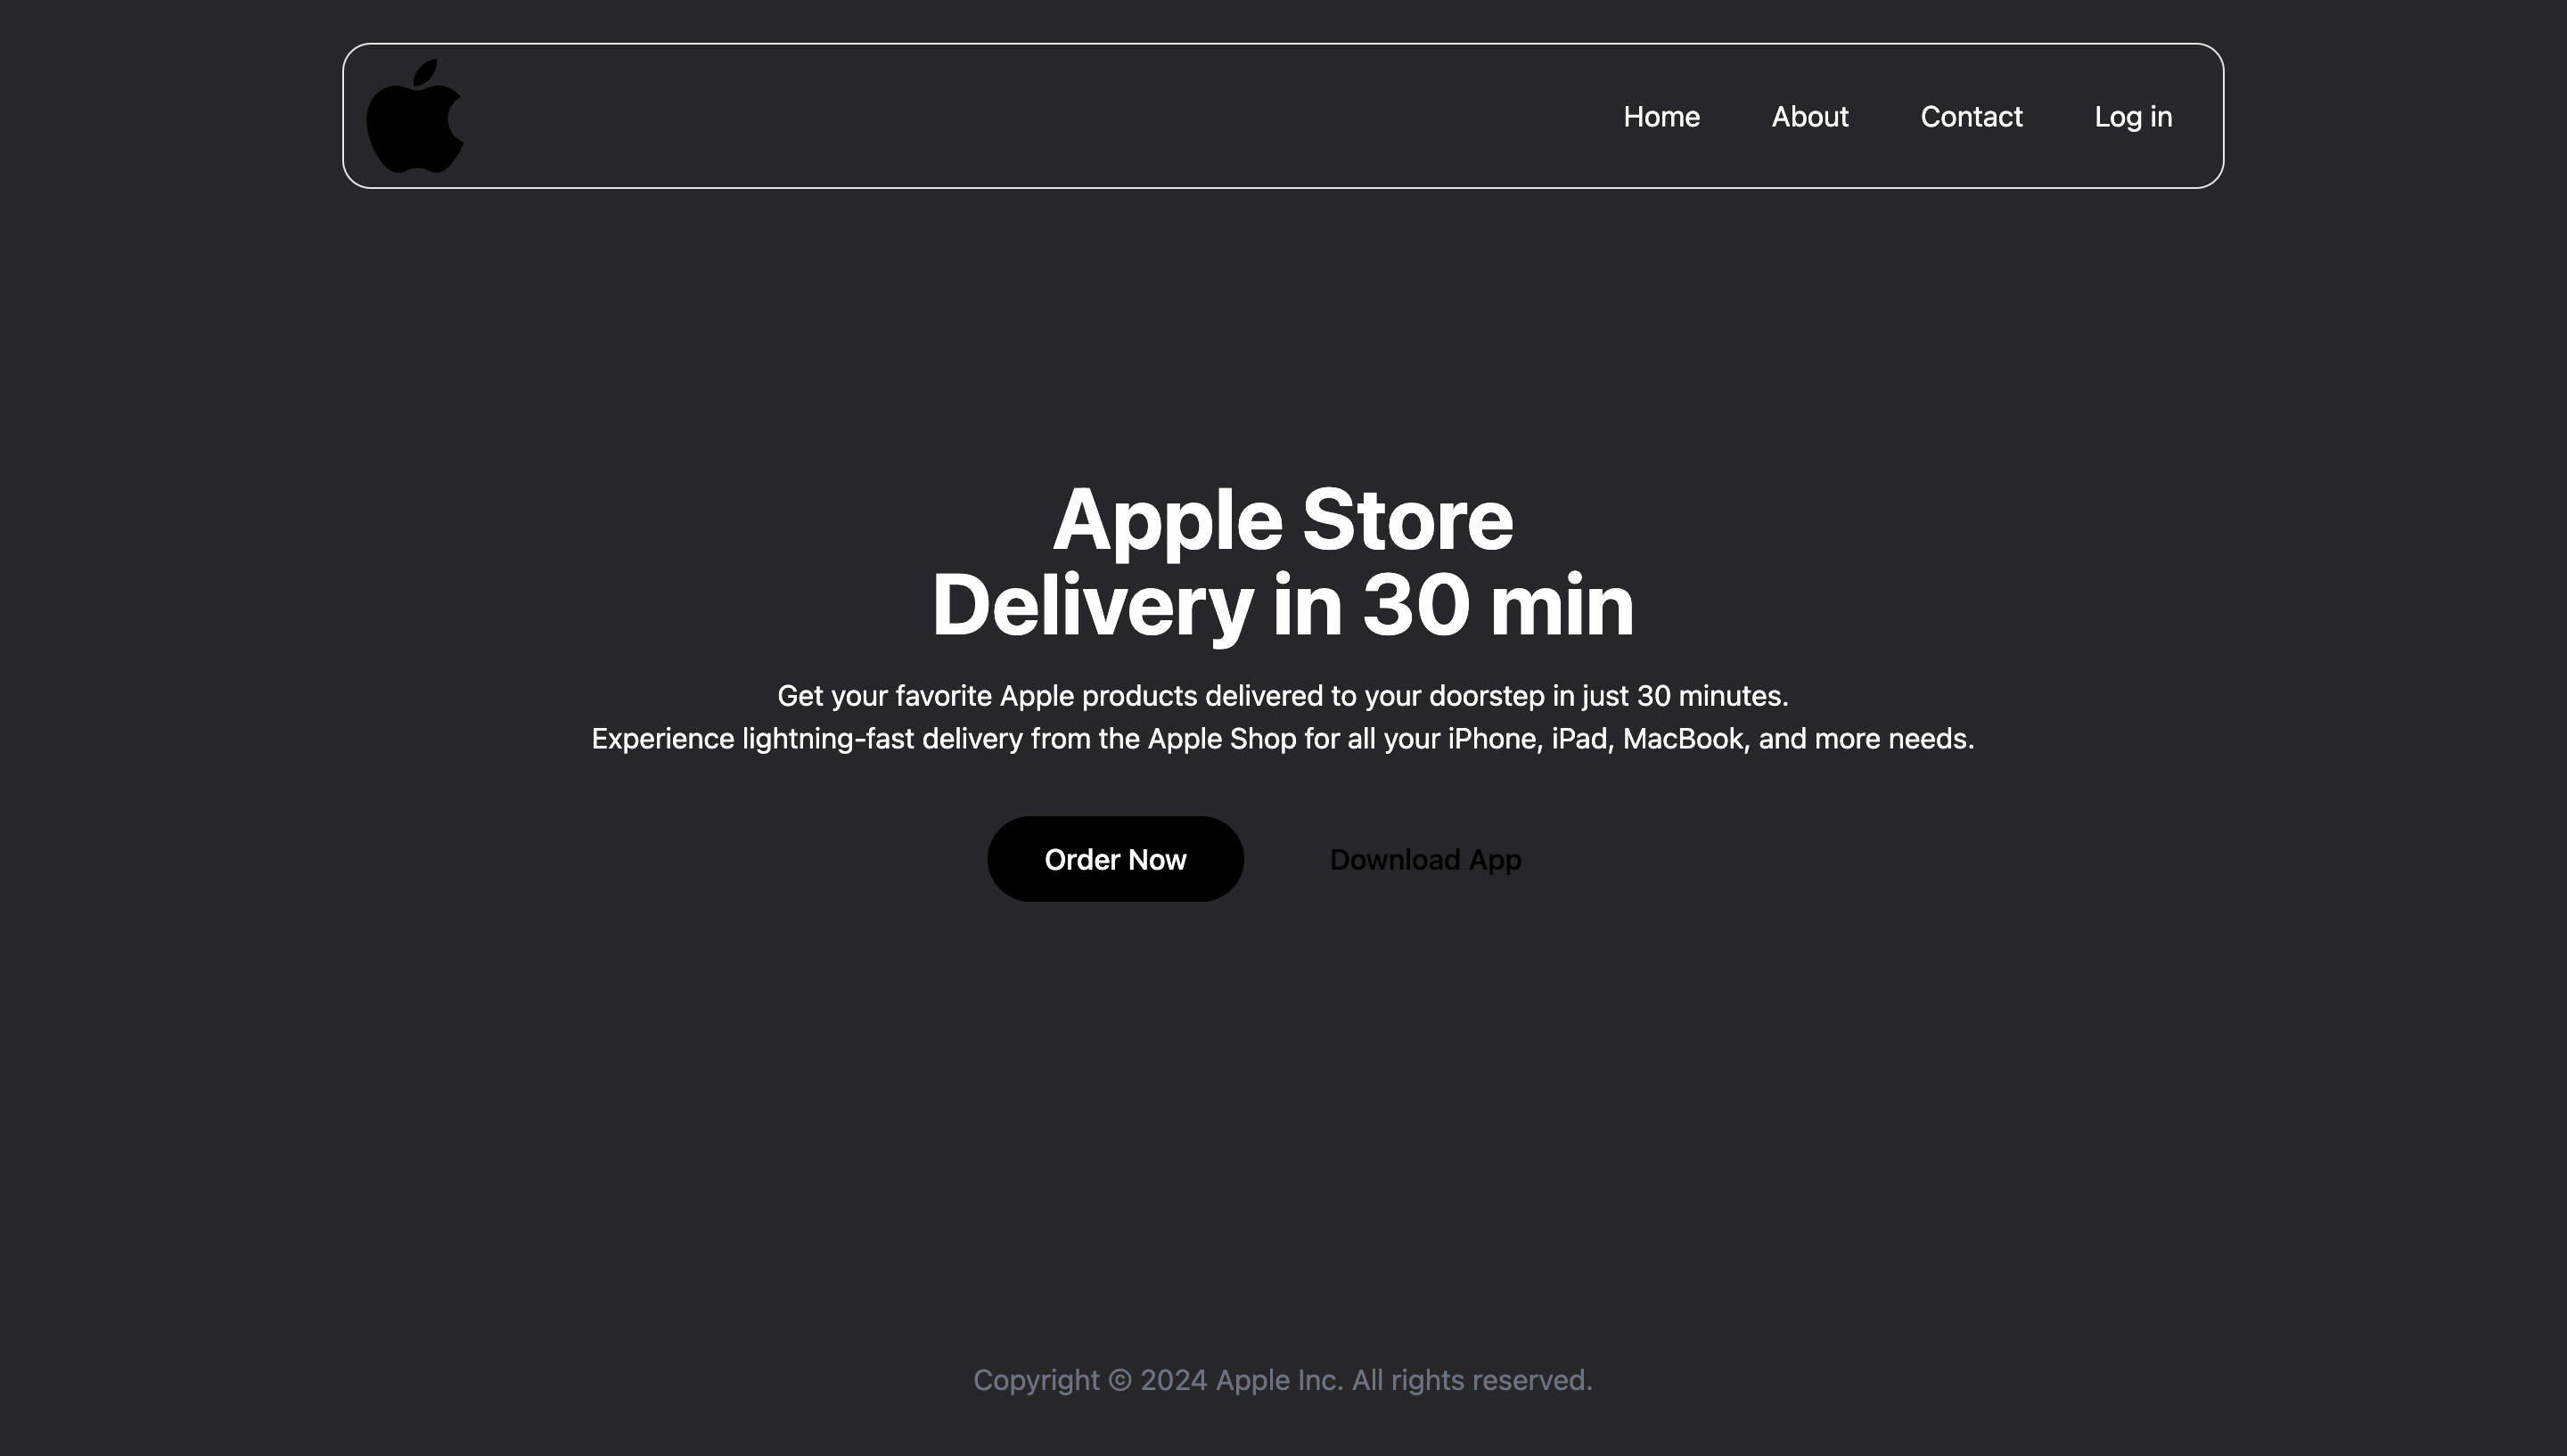 Home About Contact Log in
Apple Store
Delivery in 30 min
Get your favorite Apple products delivered to your doorstep in just 30 minutes.
Experience lightning-fast delivery from the Apple Shop for all your iPhone, iPad, MacBook, and more needs.
Order Now Download App
Copyright © 2024 Apple Inc. All rights reserved.